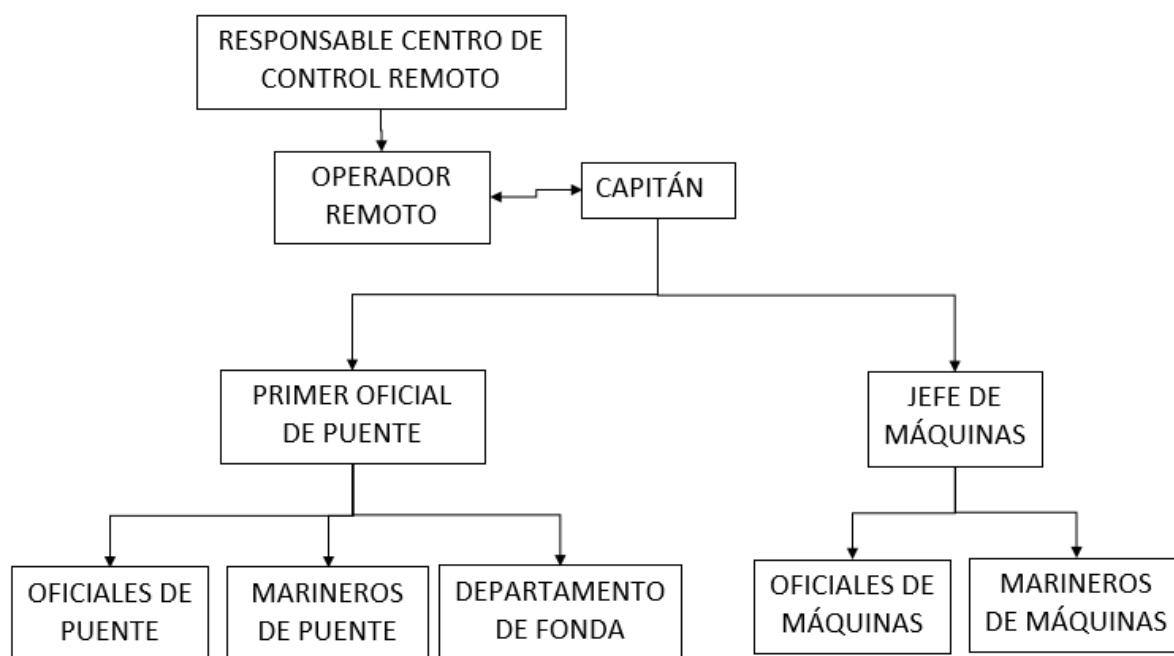 RESPONSABLE CENTRO DE
CONTROL REMOTO
OPERADOR
REMOTO
CAPITÁN
PRIMER OFICIAL
DE PUENTE
JEFE DE
MÁQUINAS
OFICIALES DE
PUENTE
MARINEROS
DE PUENTE
DEPARTAMENTO
DE FONDA
OFICIALES DE
MÁQUINAS
MARINEROS
DE MÁQUINAS